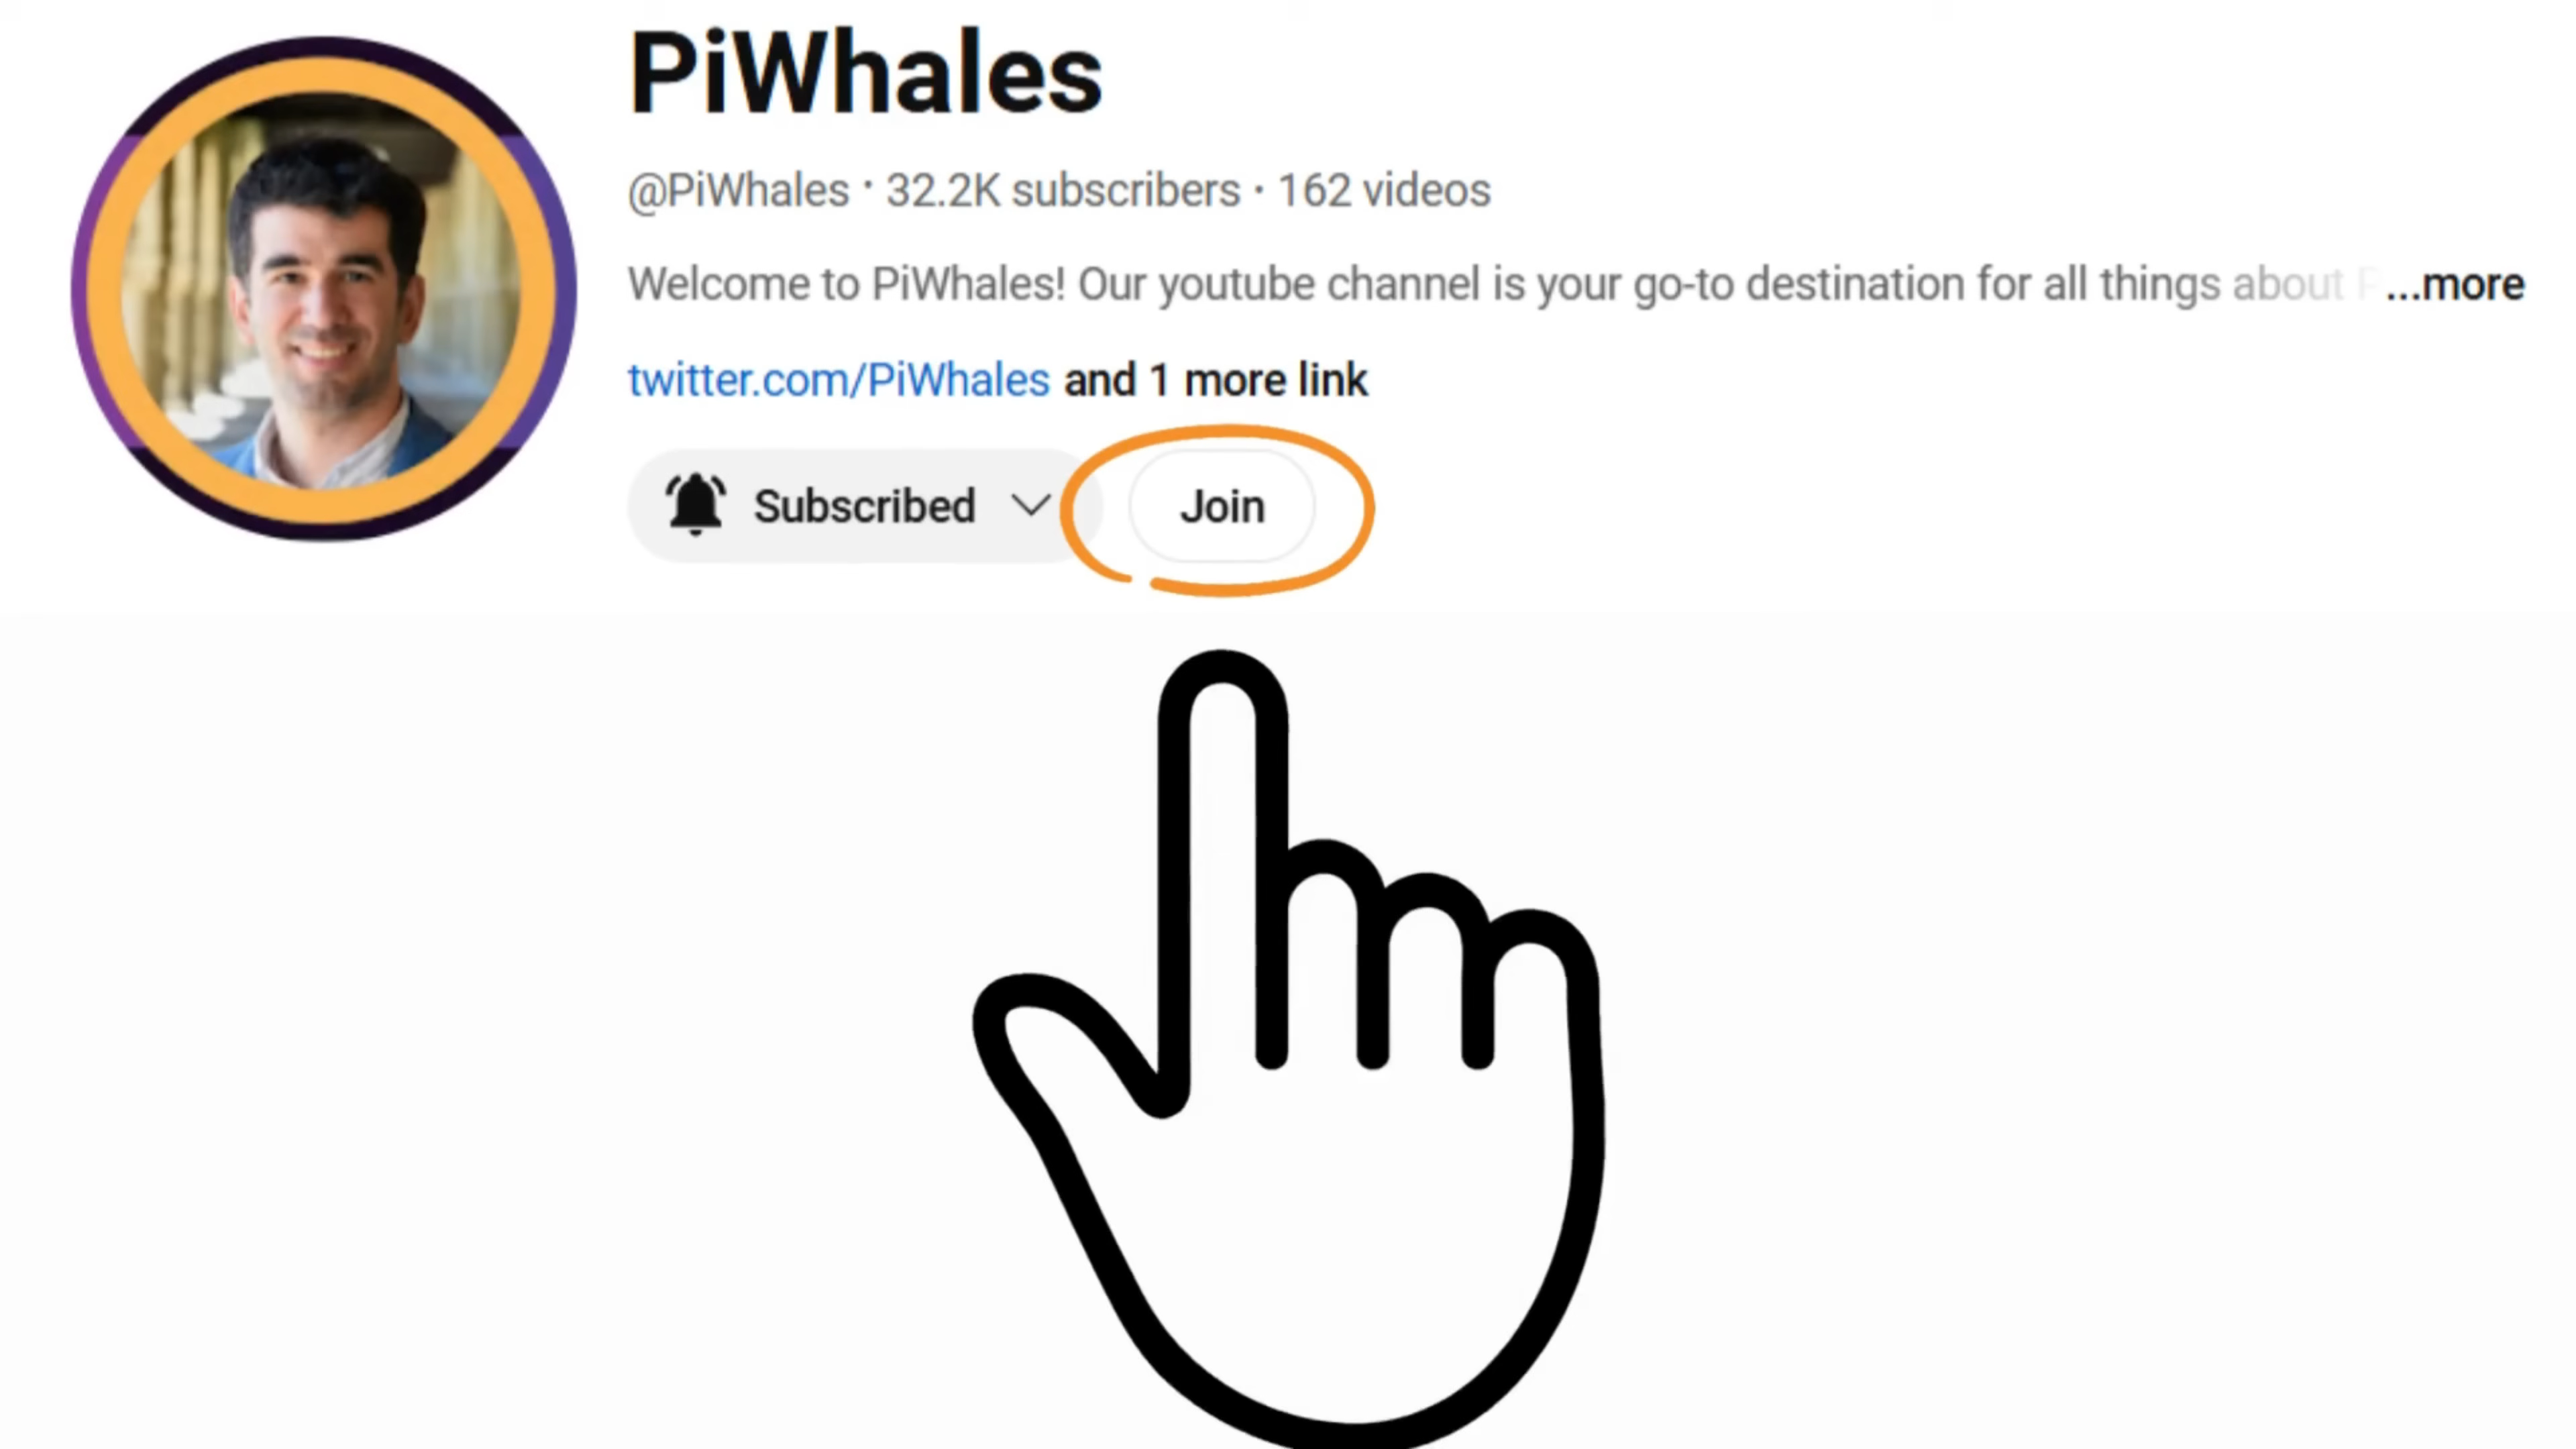 PiWhales
@PiWhales · 32.2K subscribers · 162 videos
Welcome to PiWhales! Our youtube channel is your go-to destination for all things about P ...more
twitter.com/PiWhales and 1 more link
Subscribed Join